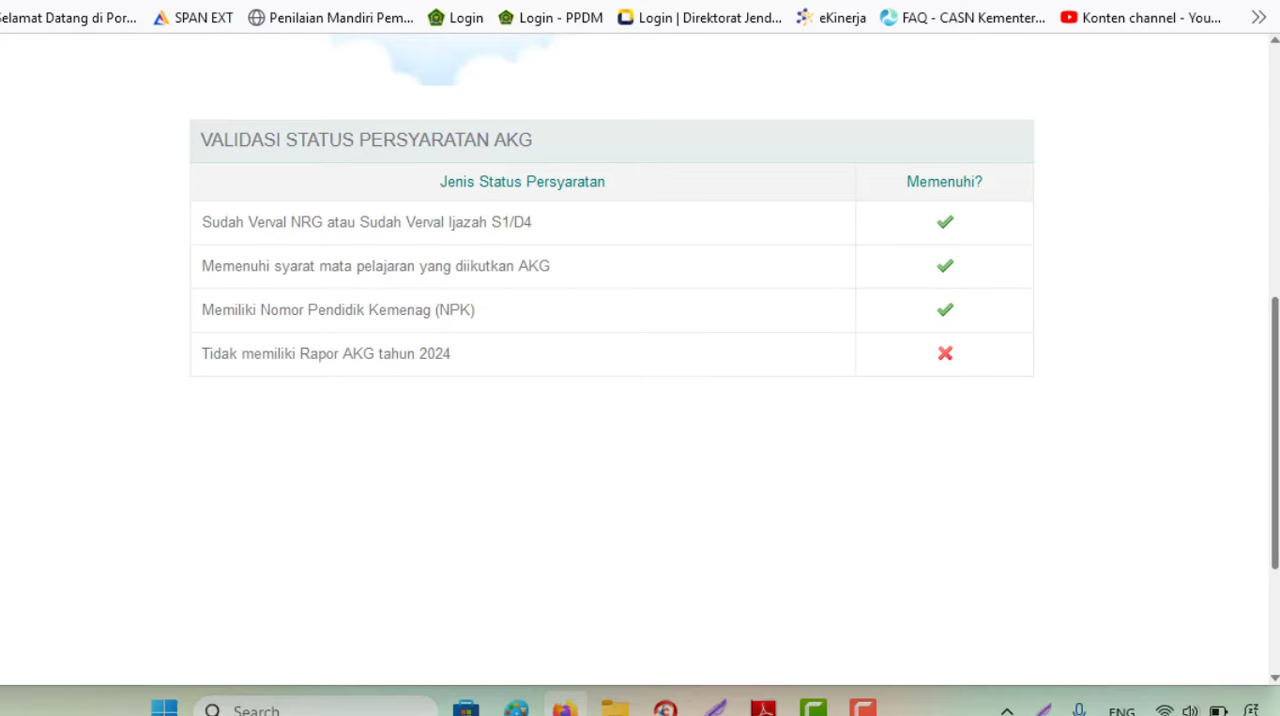 Selamat Datang di Por... SPAN EXT Penilaian Mandiri Pem... Login Login - PPDM Login | Direktorat Jend... eKinerja FAQ - CASN Kementer... Konten channel - You...
VALIDASI STATUS PERSYARATAN AKG
Jenis Status Persyaratan Memenuhi?
Sudah Verval NRG atau Sudah Verval Ijazah S1/D4
Memenuhi syarat mata pelajaran yang diikutkan AKG
Memiliki Nomor Pendidik Kemenag (NPK)
Tidak memiliki Rapor AKG tahun 2024
Search ENG